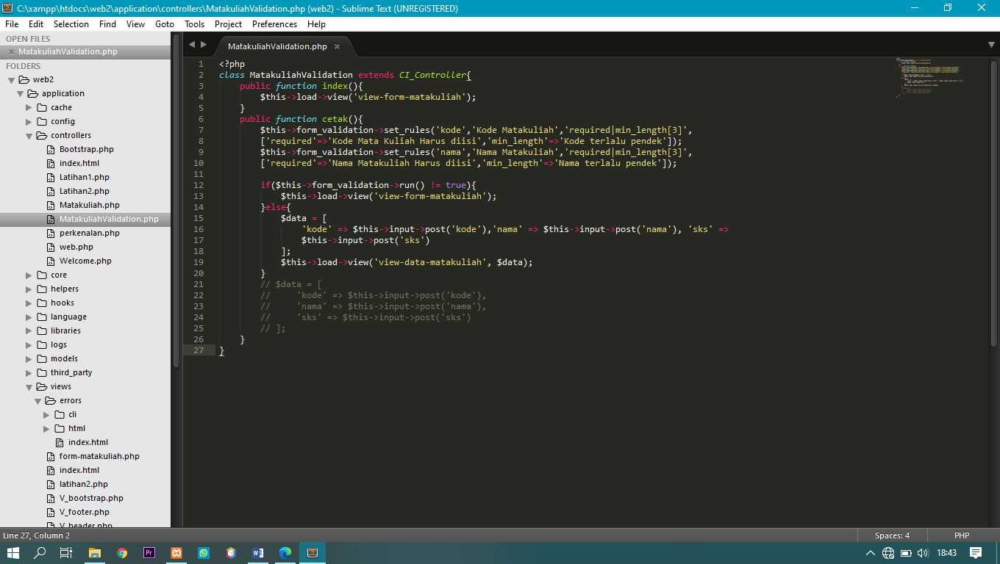 C:\xampp\htdocs\web2\application\controllers\MatakuliahValidation.php (web2) - Sublime Text (UNREGISTERED)
File Edit Selection Find View Goto Tools Project Preferences Help
OPEN FILES
MatakuliahValidation.php
FOLDERS
web2
application
cache
config
controllers
Bootstrap.php
index.html
Latihan1.php
Latihan2.php
Matakuliah.php
MatakuliahValidation.php
perkenalan.php
web.php
Welcome.php
core
helpers
hooks
language
libraries
logs
models
third_party
views
errors
cli
html
index.html
form-matakuliah.php
index.html
latihan2.php
V_bootstrap.php
V_footer.php
V_header.php
MatakuliahValidation.php
1 <?php
2 class MatakuliahValidation extends CI_Controller{
3     public function index(){
4         $this->load->view('view-form-matakuliah');
5     }
6     public function cetak(){
7         $this->form_validation->set_rules('kode','Kode Matakuliah','required|min_length[3]',
8         ['required'=>'Kode Mata Kuliah Harus diisi','min_length'=>'Kode terlalu pendek']);
9         $this->form_validation->set_rules('nama','Nama Matakuliah','required|min_length[3]',
10         ['required'=>'Nama Matakuliah Harus diisi','min_length'=>'Nama terlalu pendek']);
11
12         if($this->form_validation->run() != true){
13             $this->load->view('view-form-matakuliah');
14         }else{
15             $data = [
16                 'kode' => $this->input->post('kode'),'nama' => $this->input->post('nama'), 'sks' =>
17                 $this->input->post('sks')
18             ];
19             $this->load->view('view-data-matakuliah', $data);
20         }
21         // $data = [
22         //     'kode' => $this->input->post('kode'),
23         //     'nama' => $this->input->post('nama'),
24         //     'sks' => $this->input->post('sks')
25         // ];
26     }
27 }
Line 27, Column 2
Spaces: 4
PHP
18:43